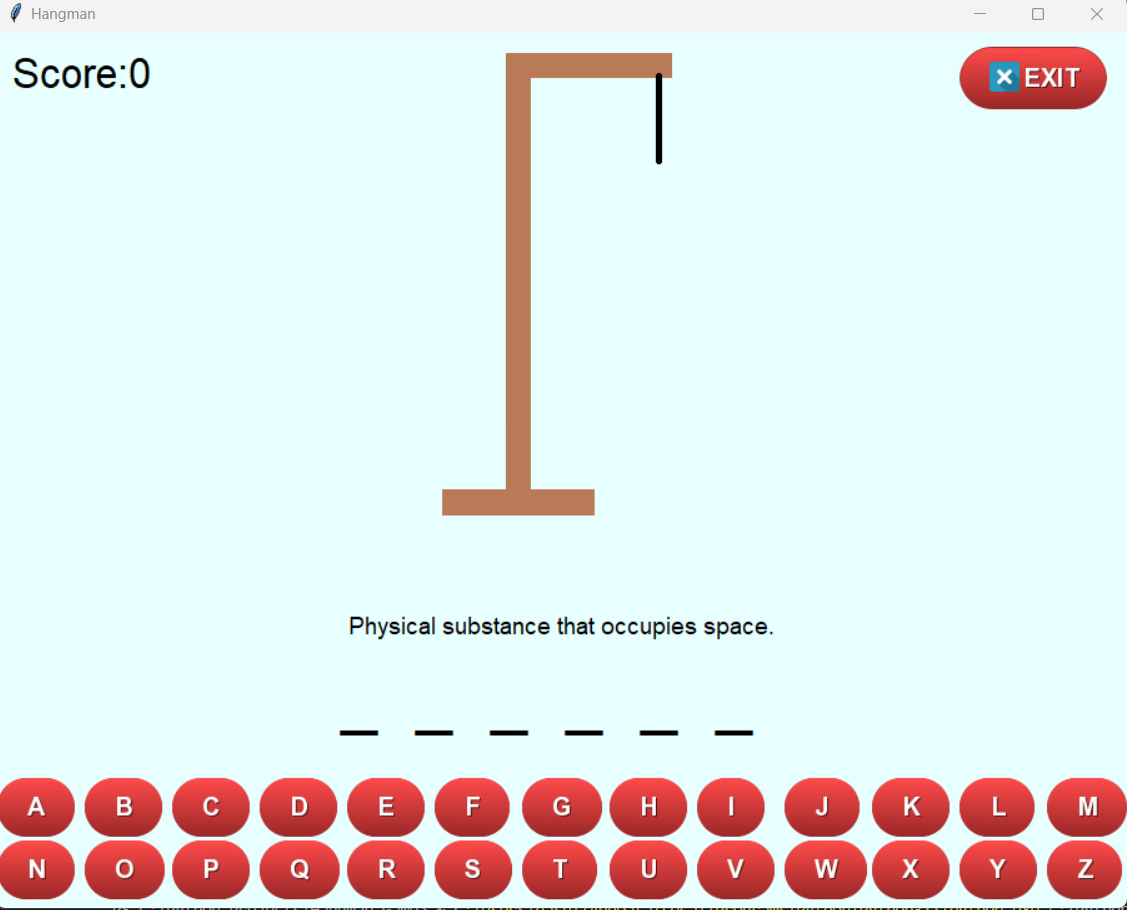 Hangman
Score:0
EXIT
Physical substance that occupies space.
A B C D E F G H I J K L M
N O P Q R S T U V W X Y Z